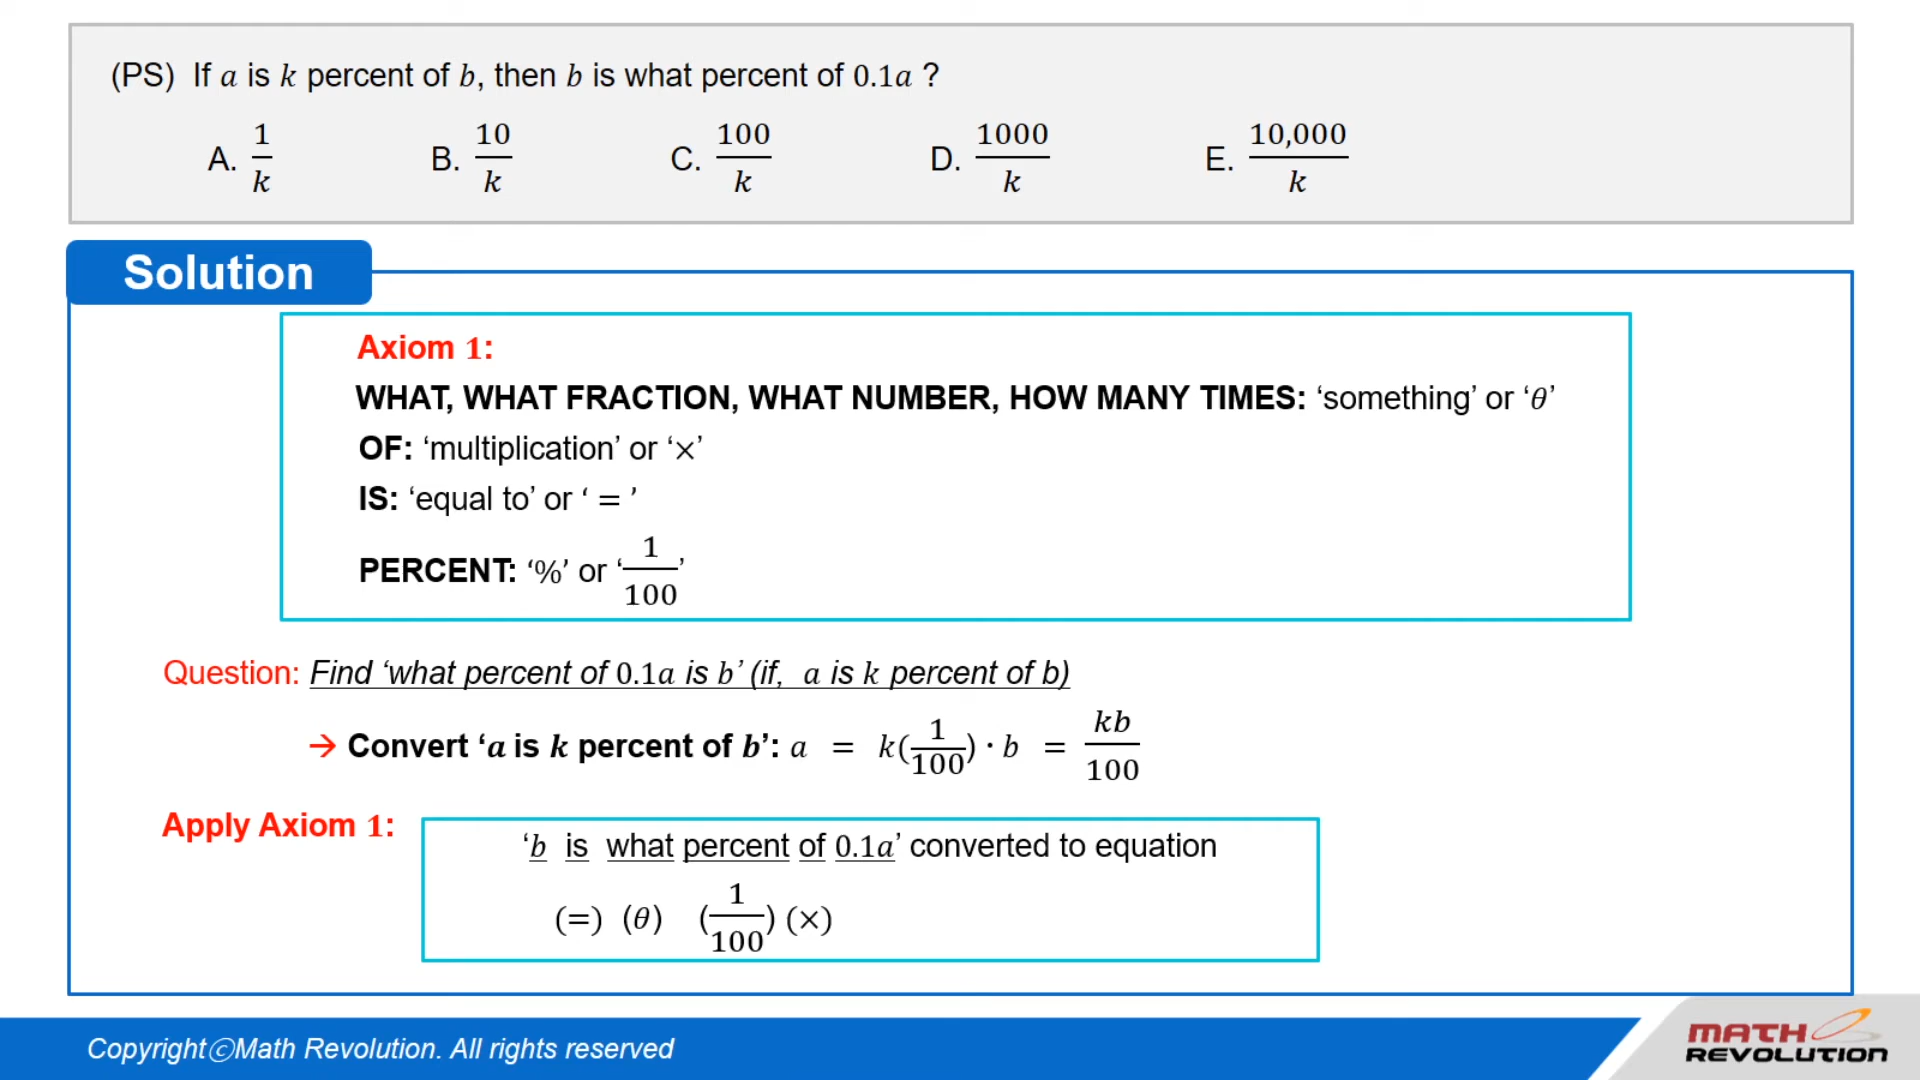 (PS) If a is k percent of b, then b is what percent of 0.1a ?
A. 1/k B. 10/k C. 100/k D. 1000/k E. 10,000/k
Solution
Axiom 1:
WHAT, WHAT FRACTION, WHAT NUMBER, HOW MANY TIMES: ‘something’ or ‘θ’
OF: ‘multiplication’ or ‘×’
IS: ‘equal to’ or ‘ = ’
PERCENT: ‘%’ or ‘1/100’
Question: Find ‘what percent of 0.1a is b’ (if, a is k percent of b)
→ Convert ‘a is k percent of b’: a = k(1/100) · b = kb/100
Apply Axiom 1:
‘b is what percent of 0.1a’ converted to equation
(=) (θ) (1/100) (×)
CopyrightⓒMath Revolution. All rights reserved
MATH
REVOLUTION